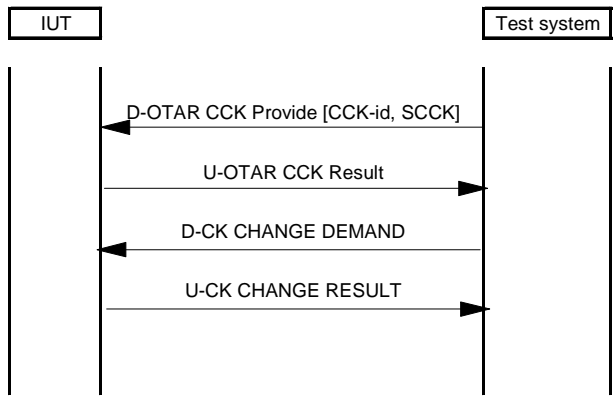 IUT
Test system
D-OTAR CCK Provide [CCK-id, SCCK]
U-OTAR CCK Result
D-CK CHANGE DEMAND
U-CK CHANGE RESULT